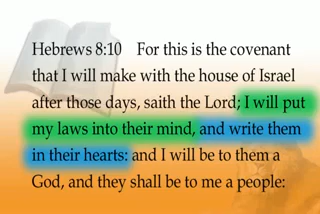 Hebrews 8:10 For this is the covenant
that I will make with the house of Israel
after those days, saith the Lord; I will put
my laws into their mind, and write them
in their hearts: and I will be to them a
God, and they shall be to me a people: